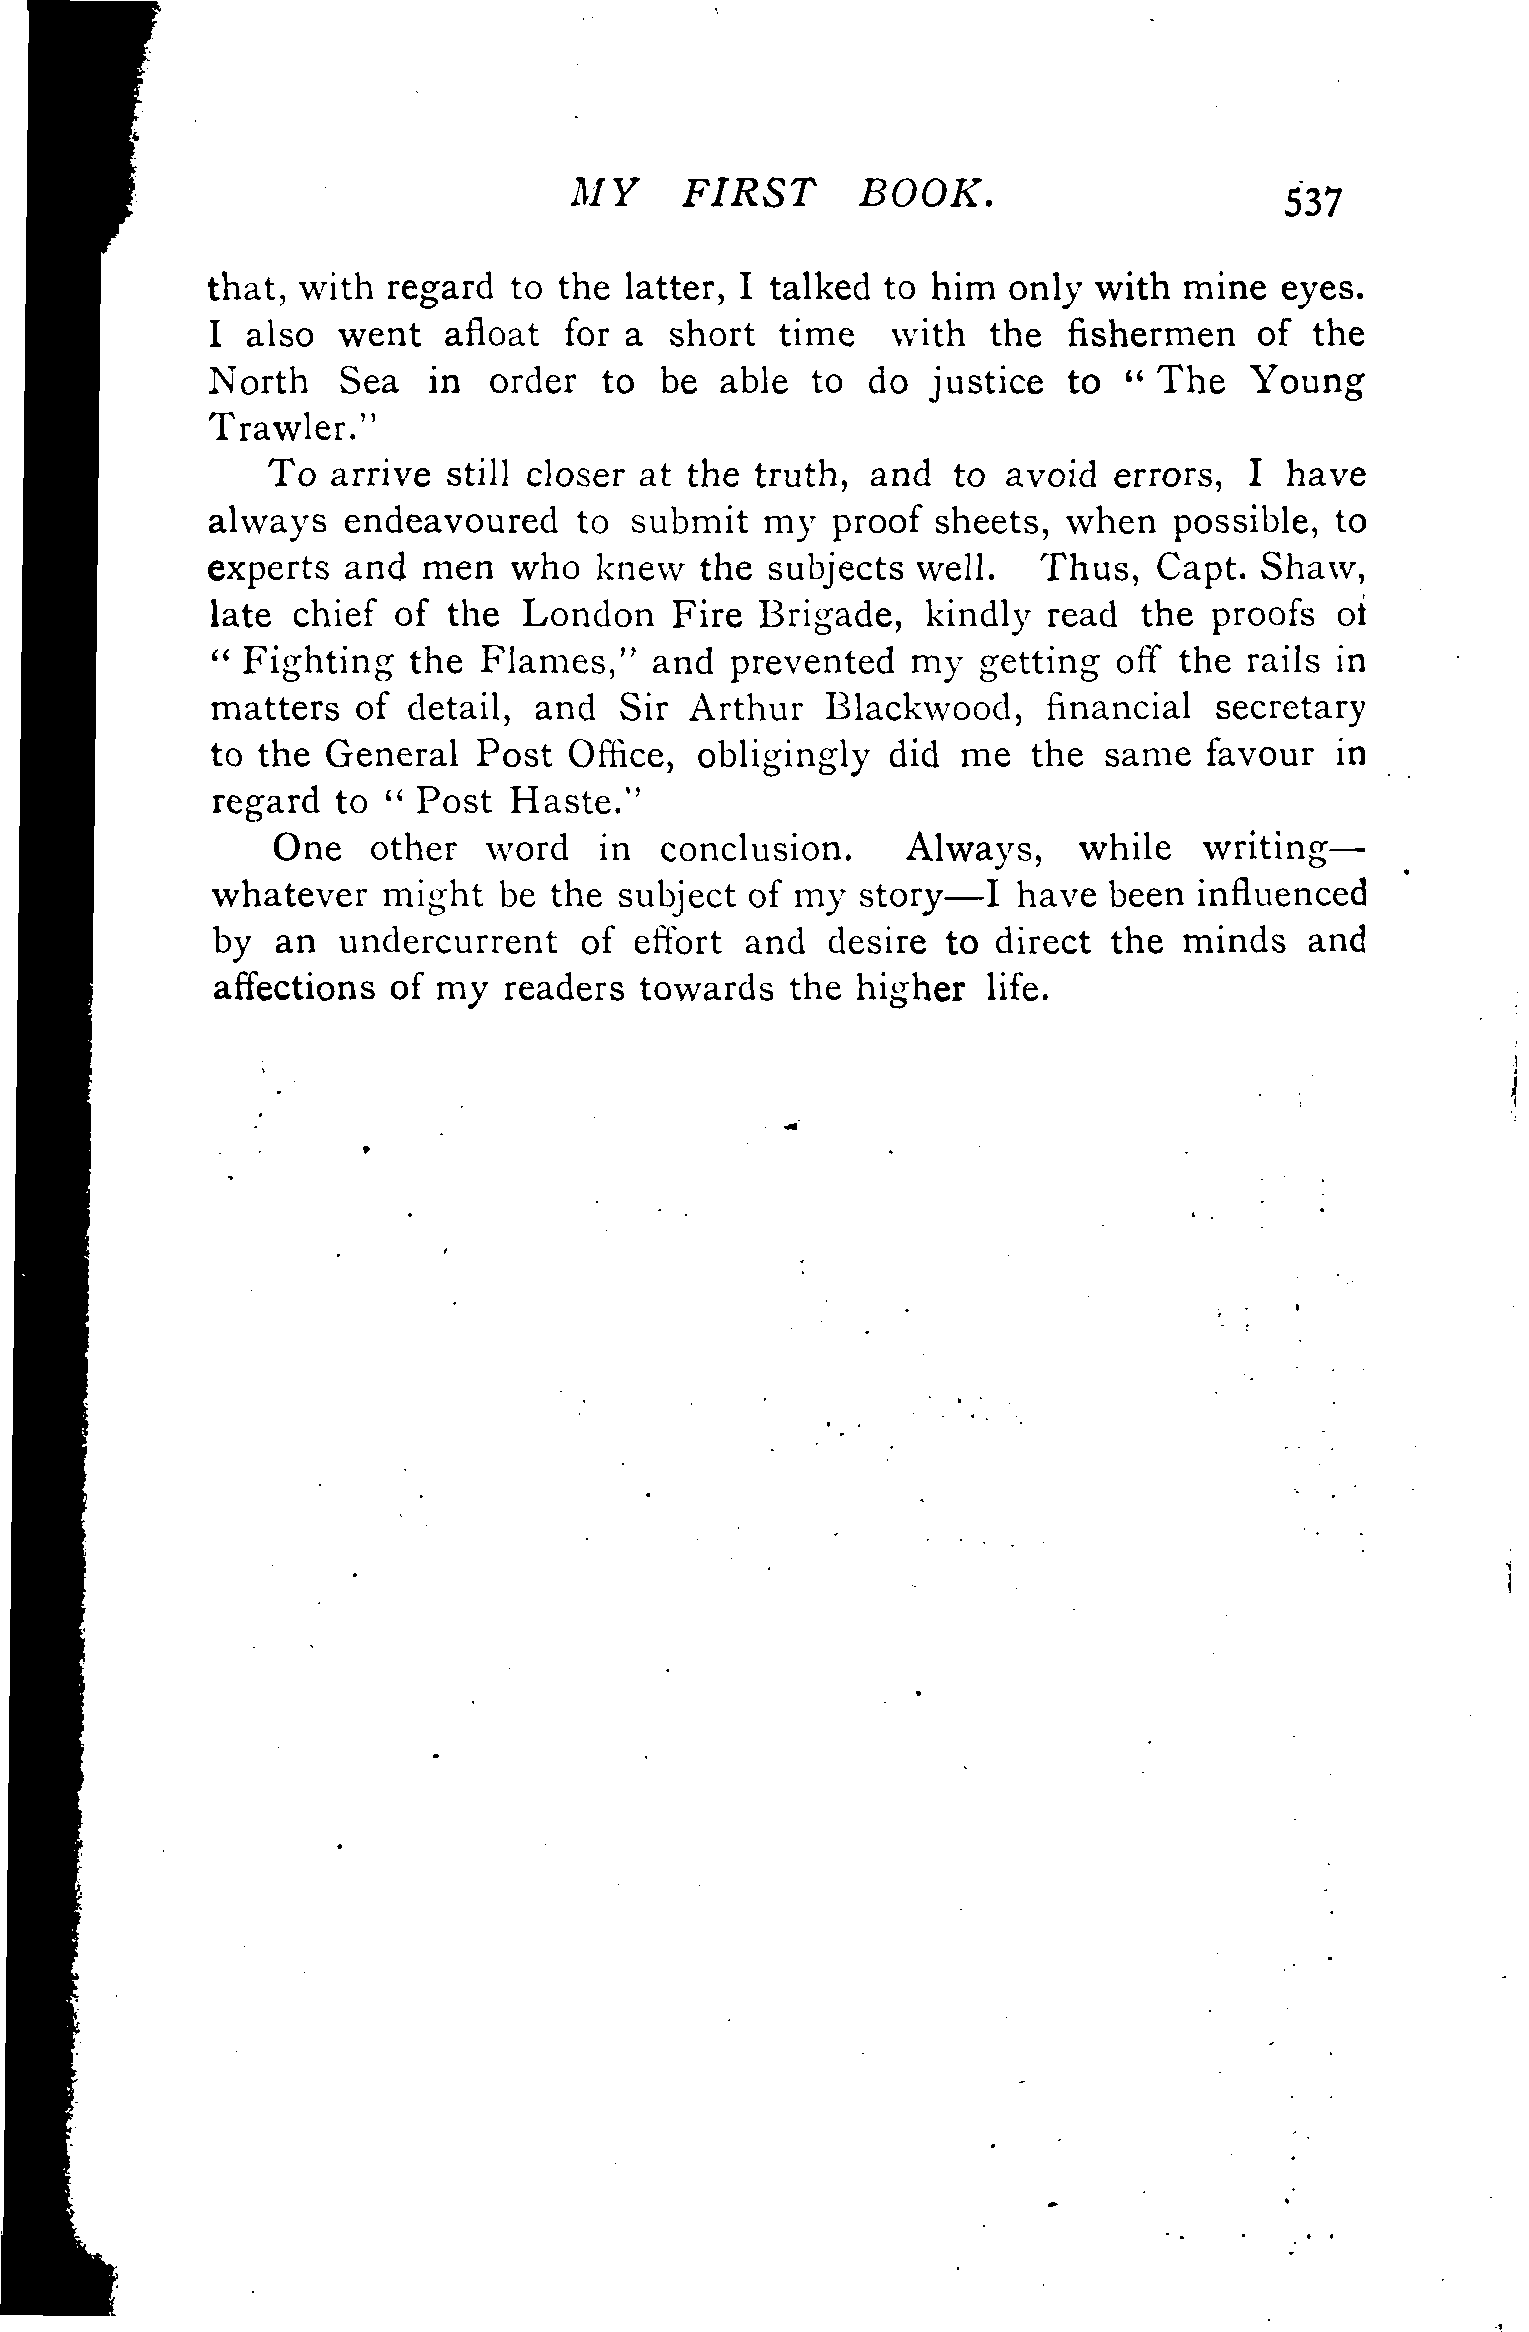 MY FIRST BOOK. 537
that, with regard to the latter, I talked to him only with mine eyes.
I also went afloat for a short time with the fishermen of the
North Sea in order to be able to do justice to “ The Young
Trawler.”
To arrive still closer at the truth, and to avoid errors, I have
always endeavoured to submit my proof sheets, when possible, to
experts and men who knew the subjects well. Thus, Capt. Shaw,
late chief of the London Fire Brigade, kindly read the proofs of
“ Fighting the Flames,” and prevented my getting off the rails in
matters of detail, and Sir Arthur Blackwood, financial secretary
to the General Post Office, obligingly did me the same favour in
regard to “ Post Haste.”
One other word in conclusion. Always, while writing—
whatever might be the subject of my story—I have been influenced
by an undercurrent of effort and desire to direct the minds and
affections of my readers towards the higher life.